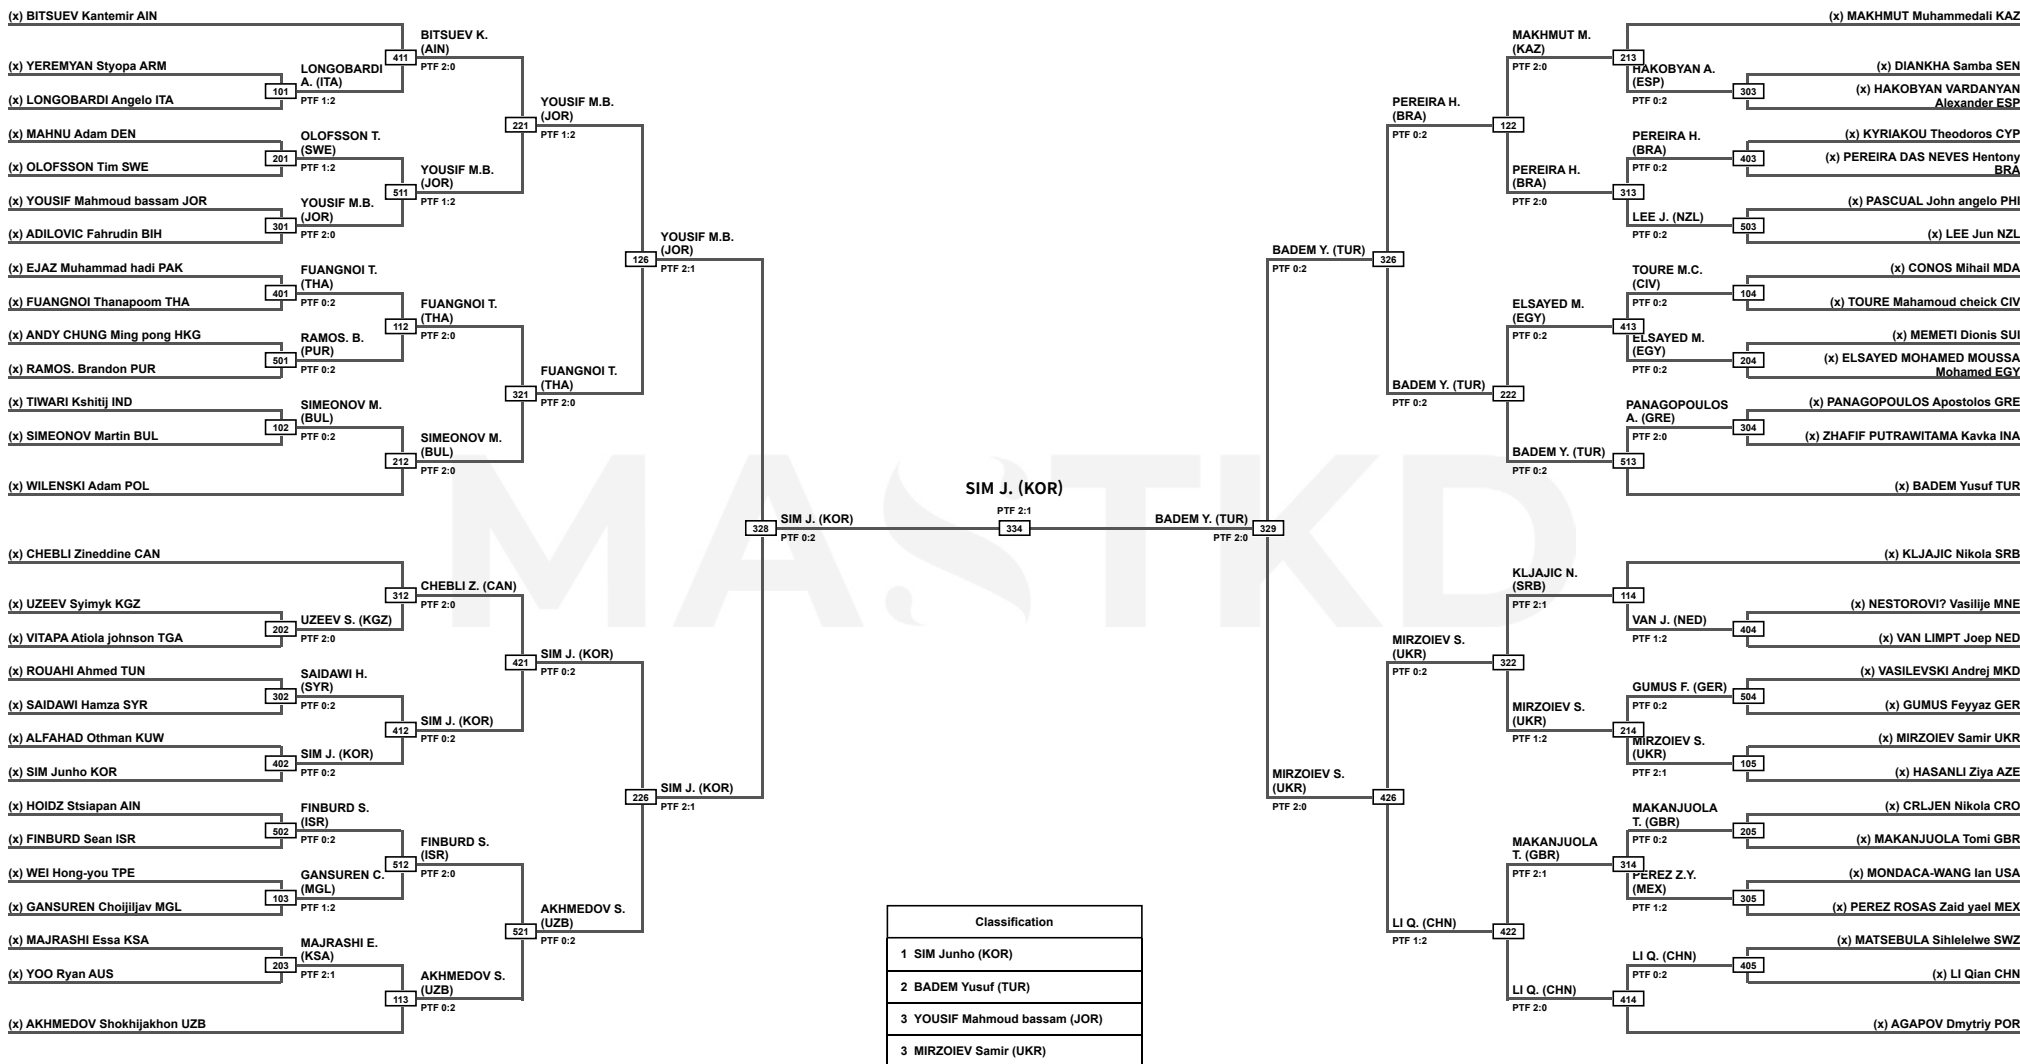 (x) BITSUEV Kantemir AIN
(x) YEREMYAN Styopa ARM
(x) LONGOBARDI Angelo ITA
(x) MAHNU Adam DEN
(x) OLOFSSON Tim SWE
(x) YOUSIF Mahmoud bassam JOR
(x) ADILOVIC Fahrudin BIH
(x) EJAZ Muhammad hadi PAK
(x) FUANGNOI Thanapoom THA
(x) ANDY CHUNG Ming pong HKG
(x) RAMOS. Brandon PUR
(x) TIWARI Kshitij IND
(x) SIMEONOV Martin BUL
(x) WILENSKI Adam POL
(x) CHEBLI Zineddine CAN
(x) UZEEV Syimyk KGZ
(x) VITAPA Atiola johnson TGA
(x) ROUAHI Ahmed TUN
(x) SAIDAWI Hamza SYR
(x) ALFAHAD Othman KUW
(x) SIM Junho KOR
(x) HOIDZ Stsiapan AIN
(x) FINBURD Sean ISR
(x) WEI Hong-you TPE
(x) GANSUREN Choijiljav MGL
(x) MAJRASHI Essa KSA
(x) YOO Ryan AUS
(x) AKHMEDOV Shokhijakhon UZB
101
LONGOBARDI
A. (ITA)
PTF 1:2
201
OLOFSSON T.
(SWE)
PTF 1:2
301
YOUSIF M.B.
(JOR)
PTF 2:0
401
FUANGNOI T.
(THA)
PTF 0:2
501
RAMOS. B.
(PUR)
PTF 0:2
102
SIMEONOV M.
(BUL)
PTF 0:2
202
UZEEV S. (KGZ)
PTF 2:0
302
SAIDAWI H.
(SYR)
PTF 0:2
402
SIM J. (KOR)
PTF 0:2
502
FINBURD S.
(ISR)
PTF 0:2
103
GANSUREN C.
(MGL)
PTF 1:2
203
MAJRASHI E.
(KSA)
PTF 2:1
411
BITSUEV K.
(AIN)
PTF 2:0
511
YOUSIF M.B.
(JOR)
PTF 1:2
112
FUANGNOI T.
(THA)
PTF 2:0
212
SIMEONOV M.
(BUL)
PTF 2:0
312
CHEBLI Z. (CAN)
PTF 2:0
412
SIM J. (KOR)
PTF 0:2
512
FINBURD S.
(ISR)
PTF 2:0
113
AKHMEDOV S.
(UZB)
PTF 0:2
221
YOUSIF M.B.
(JOR)
PTF 1:2
321
FUANGNOI T.
(THA)
PTF 2:0
421
SIM J. (KOR)
PTF 0:2
521
AKHMEDOV S.
(UZB)
PTF 0:2
126
YOUSIF M.B.
(JOR)
PTF 2:1
226
SIM J. (KOR)
PTF 2:1
328
SIM J. (KOR)
PTF 0:2
MASTKD
SIM J. (KOR)
PTF 2:1
334
BADEM Y. (TUR)
PTF 2:0
329
BADEM Y. (TUR)
PTF 0:2
326
MIRZOIEV S.
(UKR)
PTF 2:0
426
PEREIRA H.
(BRA)
PTF 0:2
122
BADEM Y. (TUR)
PTF 0:2
222
MIRZOIEV S.
(UKR)
PTF 0:2
322
LI Q. (CHN)
PTF 1:2
422
MAKHMUT M.
(KAZ)
PTF 2:0
213
PEREIRA H.
(BRA)
PTF 2:0
313
ELSAYED M.
(EGY)
PTF 0:2
413
BADEM Y. (TUR)
PTF 0:2
513
KLJAJIC N.
(SRB)
PTF 2:1
114
MIRZOIEV S.
(UKR)
PTF 1:2
214
MAKANJUOLA
T. (GBR)
PTF 2:1
314
LI Q. (CHN)
PTF 2:0
414
HAKOBYAN A.
(ESP)
PTF 0:2
303
PEREIRA H.
(BRA)
PTF 0:2
403
LEE J. (NZL)
PTF 0:2
503
TOURE M.C.
(CIV)
PTF 0:2
104
ELSAYED M.
(EGY)
PTF 0:2
204
PANAGOPOULOS
A. (GRE)
PTF 2:0
304
VAN J. (NED)
PTF 1:2
404
GUMUS F. (GER)
PTF 0:2
504
MIRZOIEV S.
(UKR)
PTF 2:1
105
MAKANJUOLA
T. (GBR)
PTF 0:2
205
PEREZ Z.Y.
(MEX)
PTF 1:2
305
LI Q. (CHN)
PTF 0:2
405
(x) MAKHMUT Muhammedali KAZ
(x) DIANKHA Samba SEN
(x) HAKOBYAN VARDANYAN
Alexander ESP
(x) KYRIAKOU Theodoros CYP
(x) PEREIRA DAS NEVES Hentony
BRA
(x) PASCUAL John angelo PHI
(x) LEE Jun NZL
(x) CONOS Mihail MDA
(x) TOURE Mahamoud cheick CIV
(x) MEMETI Dionis SUI
(x) ELSAYED MOHAMED MOUSSA
Mohamed EGY
(x) PANAGOPOULOS Apostolos GRE
(x) ZHAFIF PUTRAWITAMA Kavka INA
(x) BADEM Yusuf TUR
(x) KLJAJIC Nikola SRB
(x) NESTOROVI? Vasilije MNE
(x) VAN LIMPT Joep NED
(x) VASILEVSKI Andrej MKD
(x) GUMUS Feyyaz GER
(x) MIRZOIEV Samir UKR
(x) HASANLI Ziya AZE
(x) CRLJEN Nikola CRO
(x) MAKANJUOLA Tomi GBR
(x) MONDACA-WANG Ian USA
(x) PEREZ ROSAS Zaid yael MEX
(x) MATSEBULA Sihlelelwe SWZ
(x) LI Qian CHN
(x) AGAPOV Dmytriy POR
Classification
1 SIM Junho (KOR)
2 BADEM Yusuf (TUR)
3 YOUSIF Mahmoud bassam (JOR)
3 MIRZOIEV Samir (UKR)